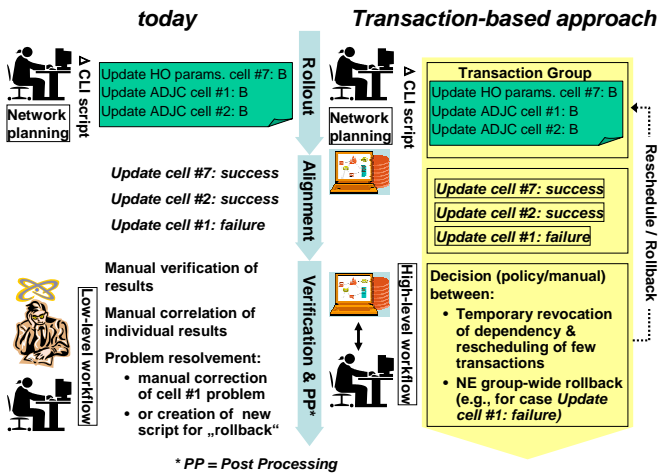 today
Transaction-based approach
Δ CLI script
Network
planning
Update HO params. cell #7: B
Update ADJC cell #1: B
Update ADJC cell #2: B
Rollout
Δ CLI script
Network
planning
Transaction Group
Update HO params. cell #7: B
Update ADJC cell #1: B
Update ADJC cell #2: B
Reschedule / Rollback
Update cell #7: success
Update cell #2: success
Update cell #1: failure
Alignment
Update cell #7: success
Update cell #2: success
Update cell #1: failure
Low-level workflow
Manual verification of
results
Manual correlation of
individual results
Problem resolvement:
• manual correction
of cell #1 problem
• or creation of new
script for „rollback“
Verification & PP*
High-level workflow
Decision (policy/manual)
between:
• Temporary revocation
of dependency &
rescheduling of few
transactions
• NE group-wide rollback
(e.g., for case Update
cell #1: failure)
* PP = Post Processing